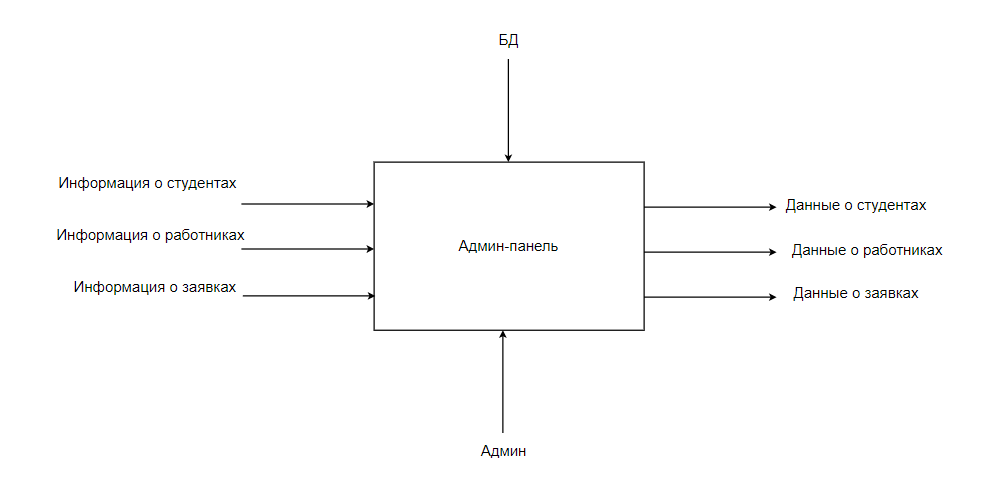 БД
Информация о студентах
Информация о работниках
Информация о заявках
Админ-панель
Данные о студентах
Данные о работниках
Данные о заявках
Админ